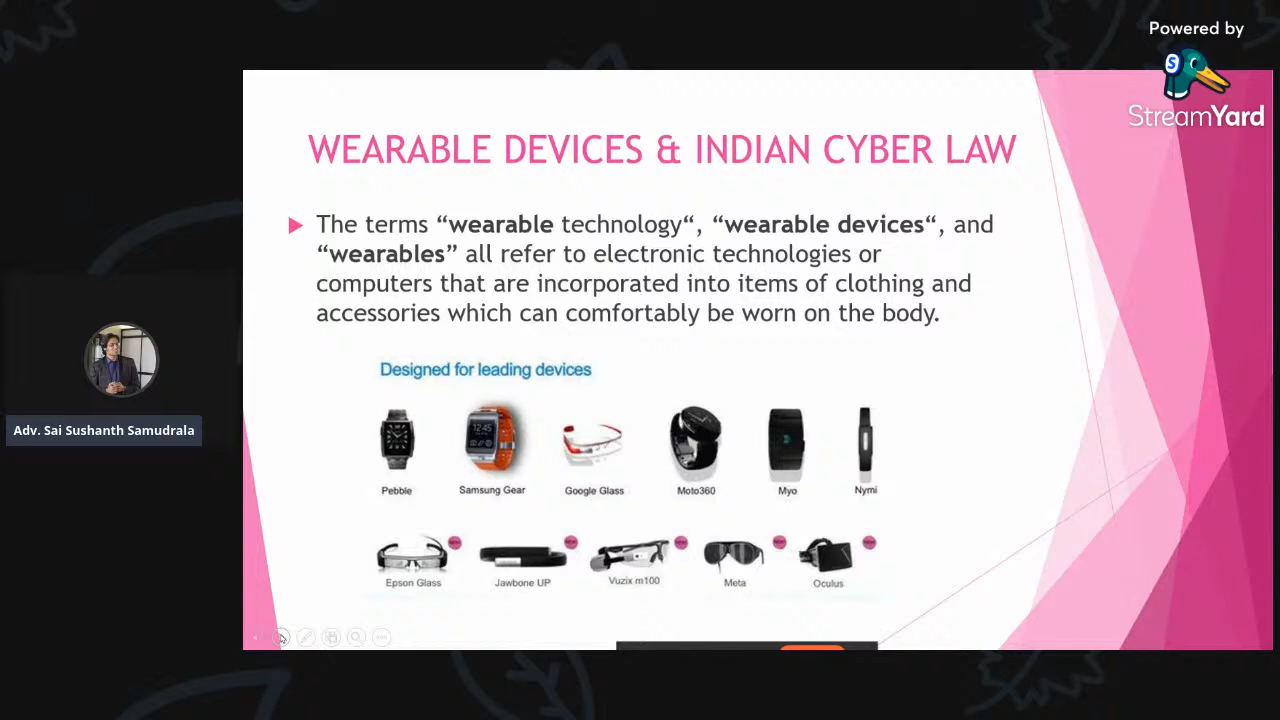 Powered by
StreamYard
WEARABLE DEVICES & INDIAN CYBER LAW
The terms “wearable technology“, “wearable devices“, and
“wearables” all refer to electronic technologies or
computers that are incorporated into items of clothing and
accessories which can comfortably be worn on the body.
Designed for leading devices
Pebble
Samsung Gear
Google Glass
Moto360
Myo
Nymi
Epson Glass
Jawbone UP
Vuzix m100
Meta
Oculus
Adv. Sai Sushanth Samudrala